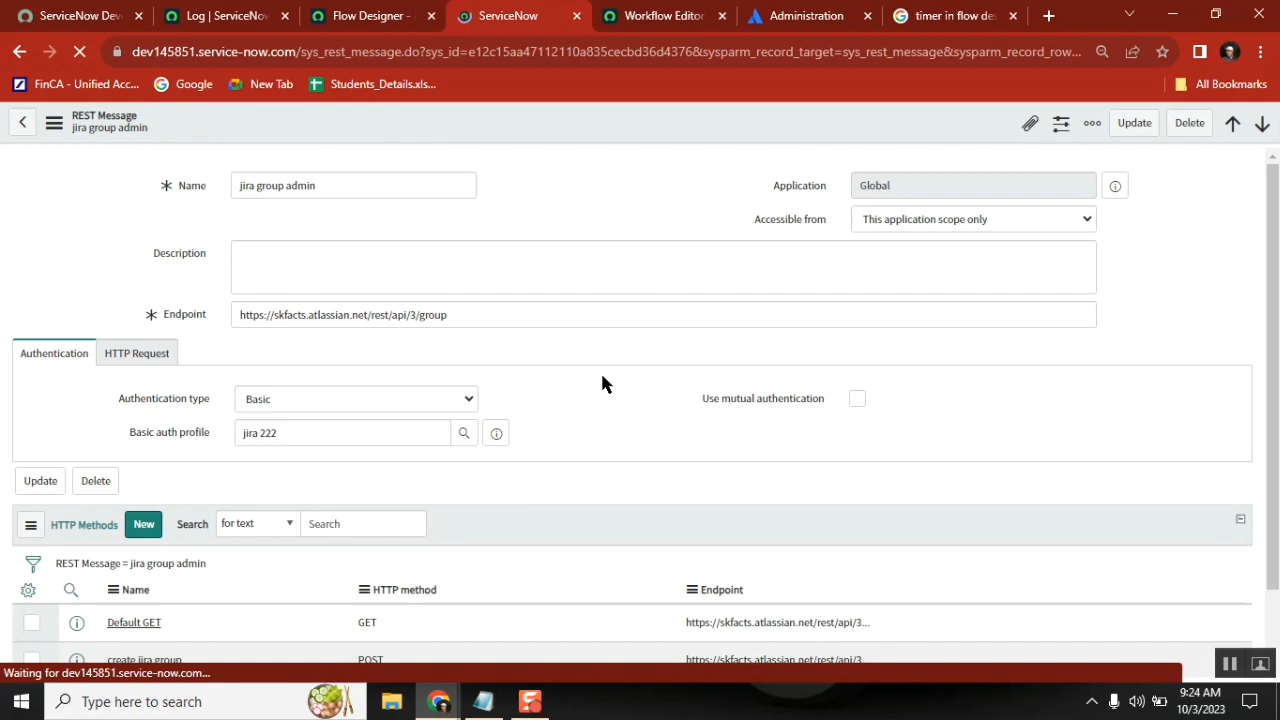 ServiceNow Dev
Log | ServiceNo
Flow Designer -
ServiceNow
Workflow Editor
Administration
timer in flow de
dev145851.service-now.com/sys_rest_message.do?sys_id=e12c15aa47112110a835cecbd36d4376&sysparm_record_target=sys_rest_message&sysparm_record_row...
FinCA - Unified Acc...
Google
New Tab
Students_Details.xls...
All Bookmarks
REST Message
jira group admin
Update
Delete
Name
jira group admin
Application
Global
Accessible from
This application scope only
Description
Endpoint
https://skfacts.atlassian.net/rest/api/3/group
Authentication
HTTP Request
Authentication type
Basic
Use mutual authentication
Basic auth profile
jira 222
Update
Delete
HTTP Methods
New
Search
for text
Search
REST Message = jira group admin
Name
HTTP method
Endpoint
Default GET
GET
https://skfacts.atlassian.net/rest/api/3...
create jira group
POST
https://skfacts.atlassian.net/rest/api/3
Waiting for dev145851.service-now.com...
Type here to search
9:24 AM
10/3/2023